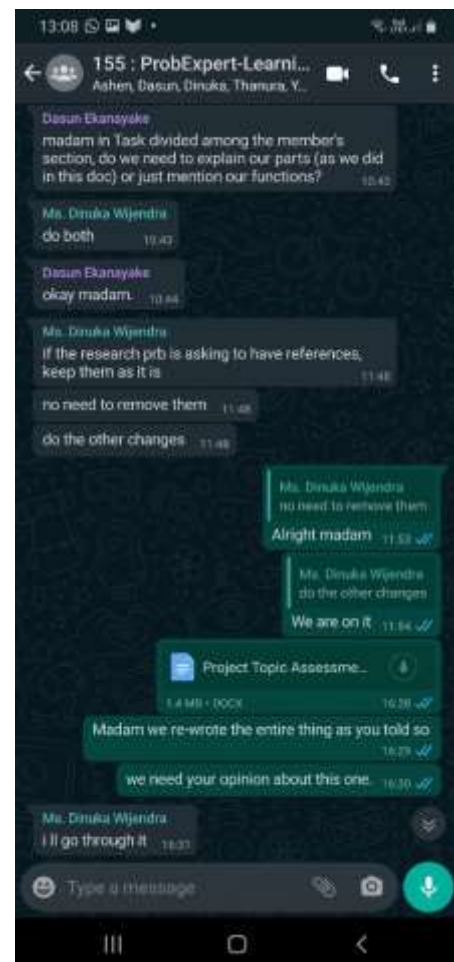 13:08
155 : ProbExpert-Learni...
Ashen, Dasun, Dinuka, Thanura, Y...
Dasun Ekanayake
madam in Task divided among the member's
section, do we need to explain our parts (as we did
in this doc) or just mention our functions?
10:43
Ms. Dinuka Wijendra
do both 10:43
Dasun Ekanayake
okay madam. 10:44
Ms. Dinuka Wijendra
if the research prb is asking to have references,
keep them as it is
11:48
no need to remove them 11:48
do the other changes 11:48
Ms. Dinuka Wijendra
no need to remove them
Alright madam 11:53
Ms. Dinuka Wijendra
do the other changes
We are on it 11:54
Project Topic Assessme...
1.4 MB • DOCX
Madam we re-wrote the entire thing as you told so
16:29
we need your opinion about this one. 16:30
Ms. Dinuka Wijendra
i ll go through it 16:31
Type a message